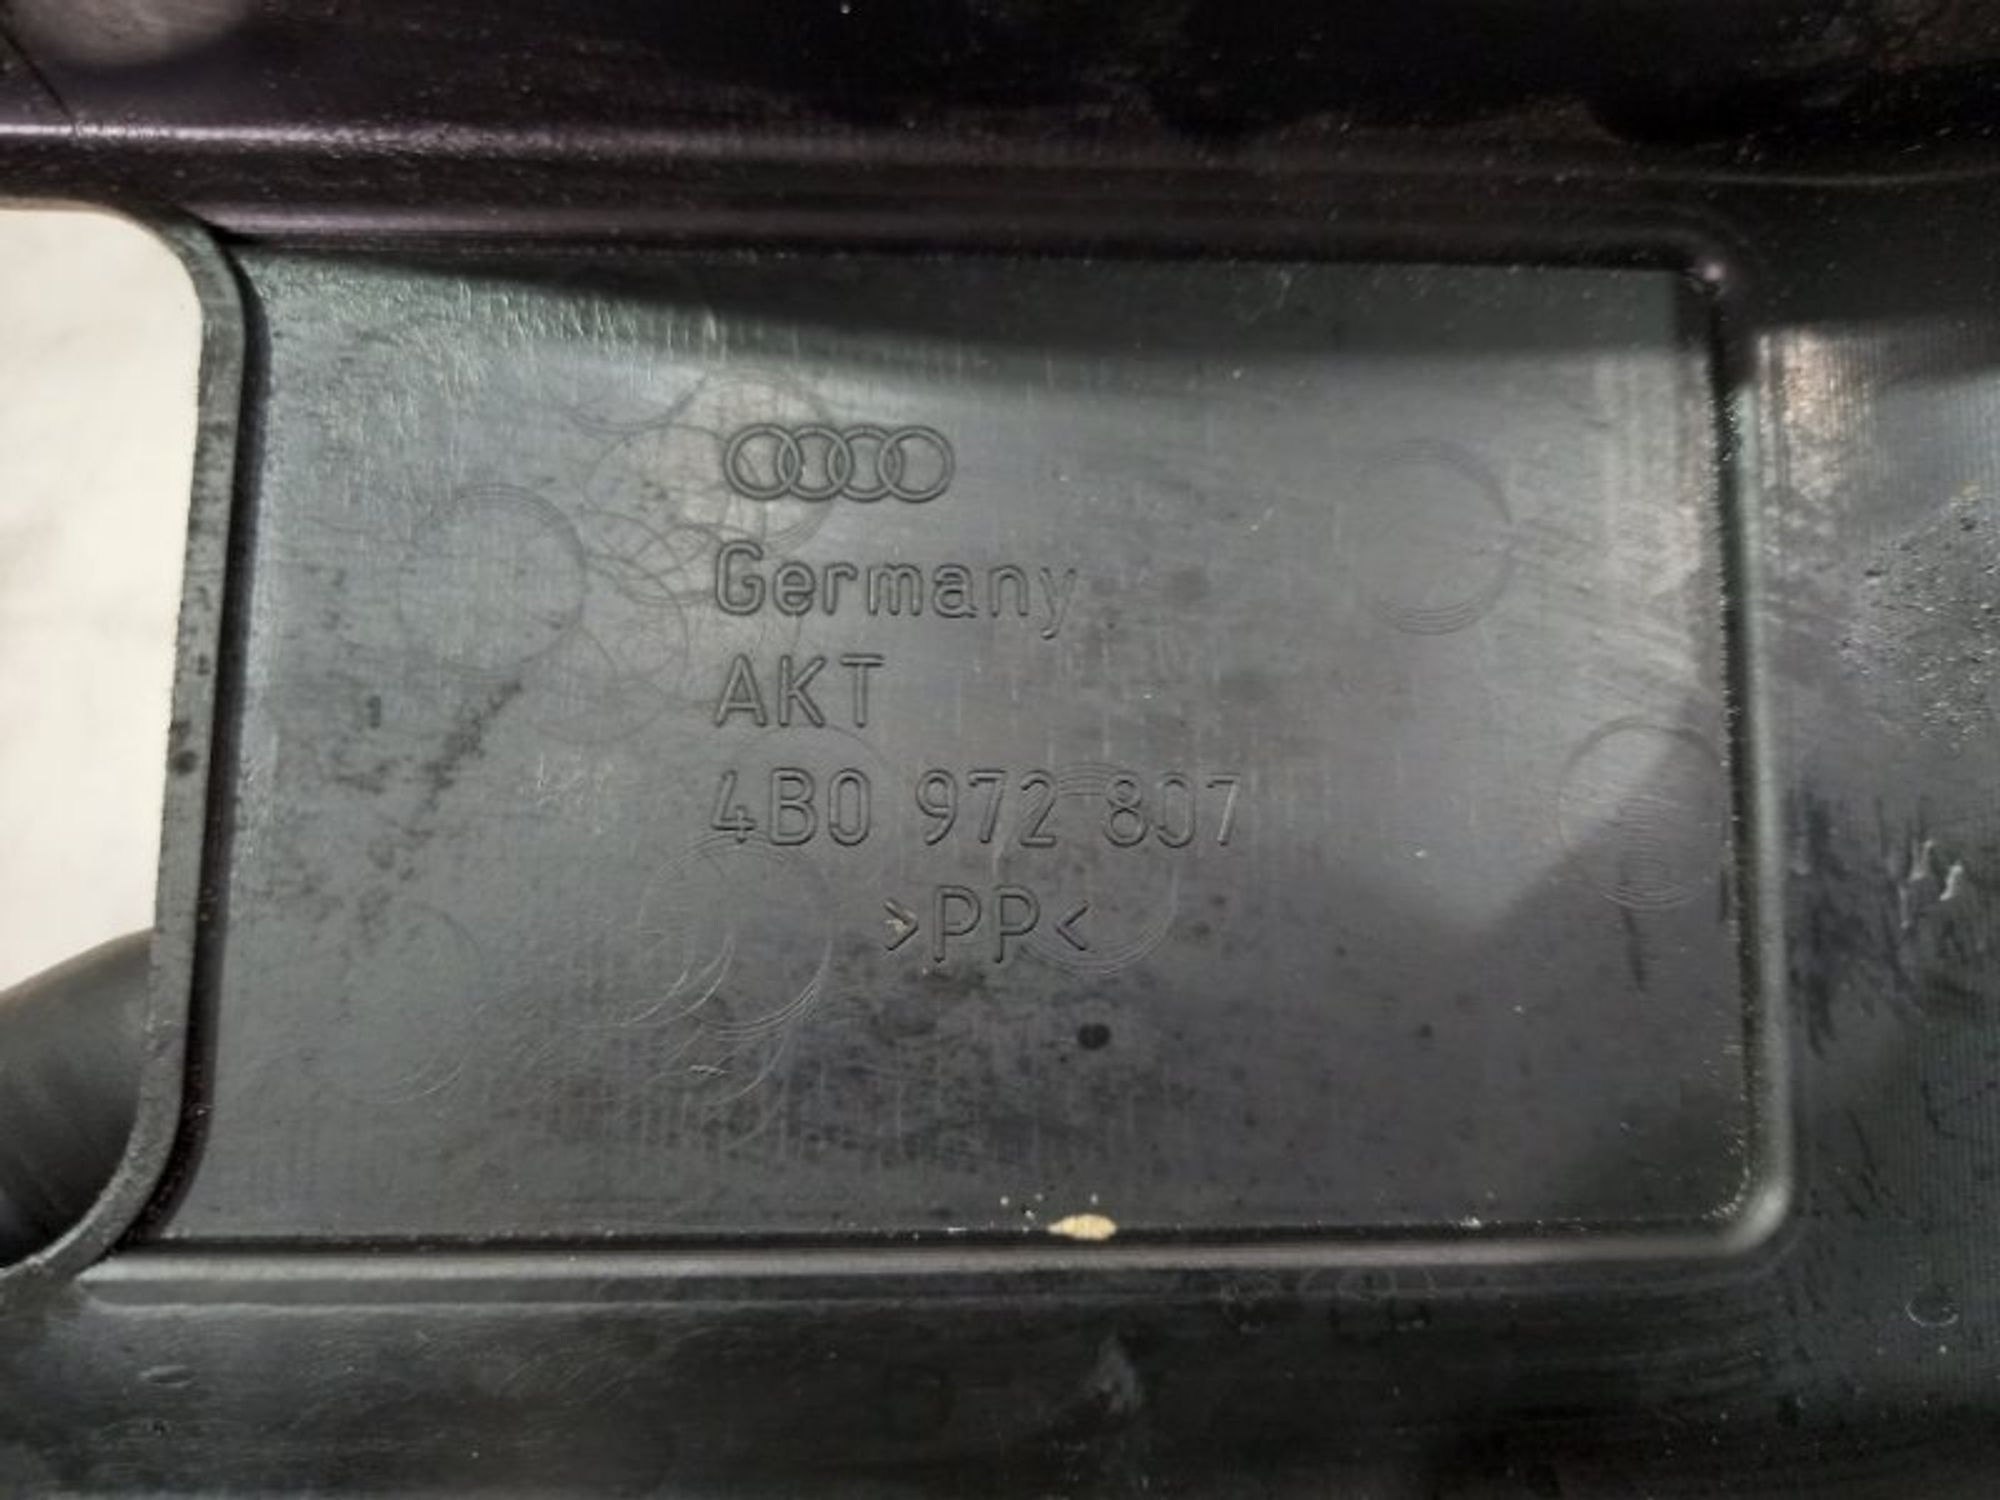 Germany
AKT
4B0 972 807
>PP<